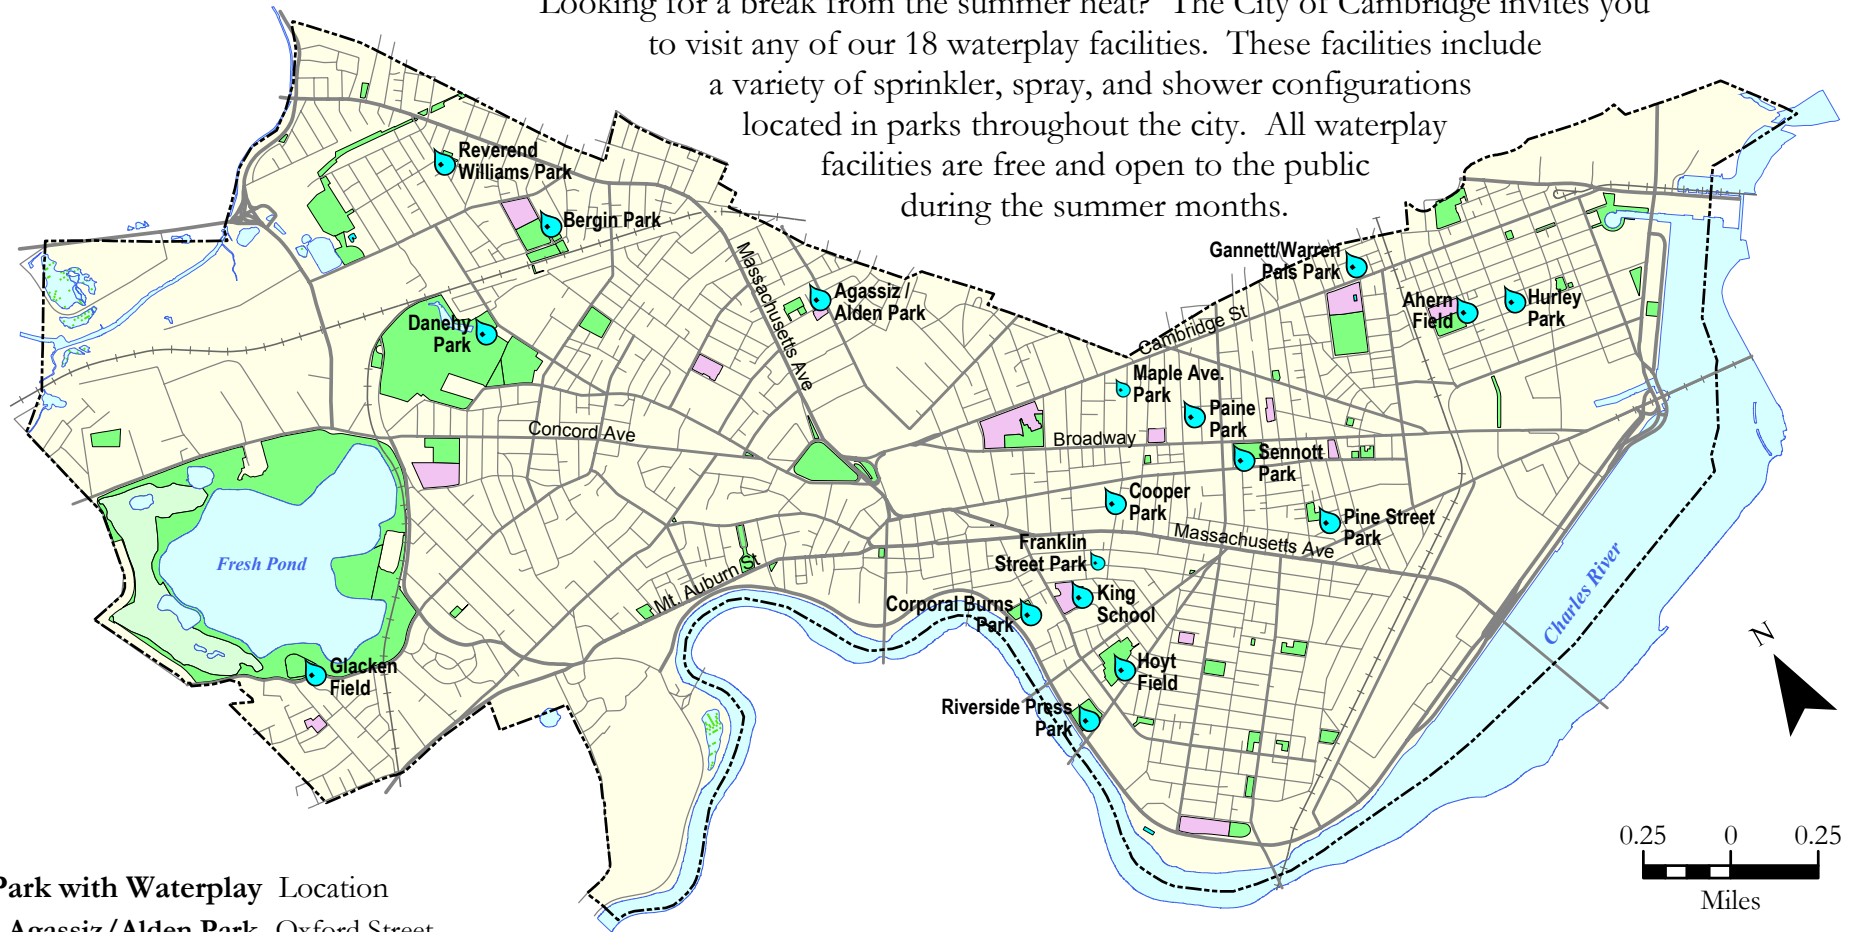 Looking for a break from the summer heat? The City of Cambridge invites you
to visit any of our 18 waterplay facilities. These facilities include
a variety of sprinkler, spray, and shower configurations
located in parks throughout the city. All waterplay
facilities are free and open to the public
during the summer months.
Reverend
Williams Park
Bergin Park
Massachusetts Ave
Agassiz /
Alden Park
Danehy
Park
Gannett/Warren
Pals Park
Ahern
Field
Hurley
Park
Cambridge St
Maple Ave.
Park
Paine
Park
Concord Ave
Broadway
Sennott
Park
Cooper
Park
Pine Street
Park
Massachusetts Ave
Franklin
Street Park
Fresh Pond
Mt. Auburn St
King
School
Corporal Burns
Park
Charles River
N
Glacken
Field
Hoyt
Field
Riverside Press
Park
0.25 0 0.25
Miles
Park with Waterplay Location
Agassiz/Alden Park Oxford Street